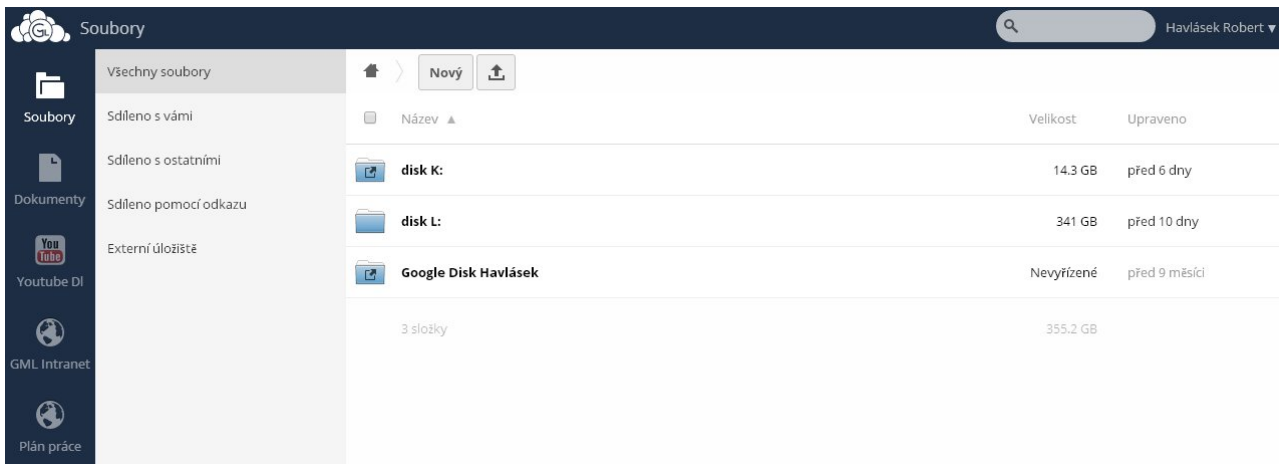 GL Soubory
Havlásek Robert ▼
Soubory
Dokumenty
You Tube
Youtube Dl
GML Intranet
Plán práce
Všechny soubory
Sdíleno s vámi
Sdíleno s ostatními
Sdíleno pomocí odkazu
Externí úložiště
Nový
Název ▲ Velikost Upraveno
disk K: 14.3 GB před 6 dny
disk L: 341 GB před 10 dny
Google Disk Havlásek Nevyřízené před 9 měsíci
3 složky 355.2 GB